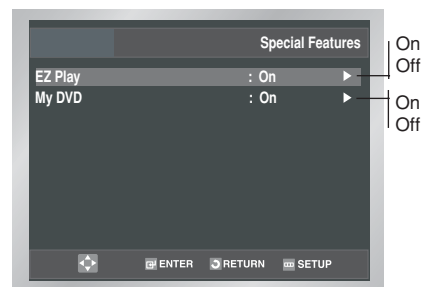 Special Features
On
Off
EZ Play : On
My DVD : On
On
Off
ENTER RETURN SETUP